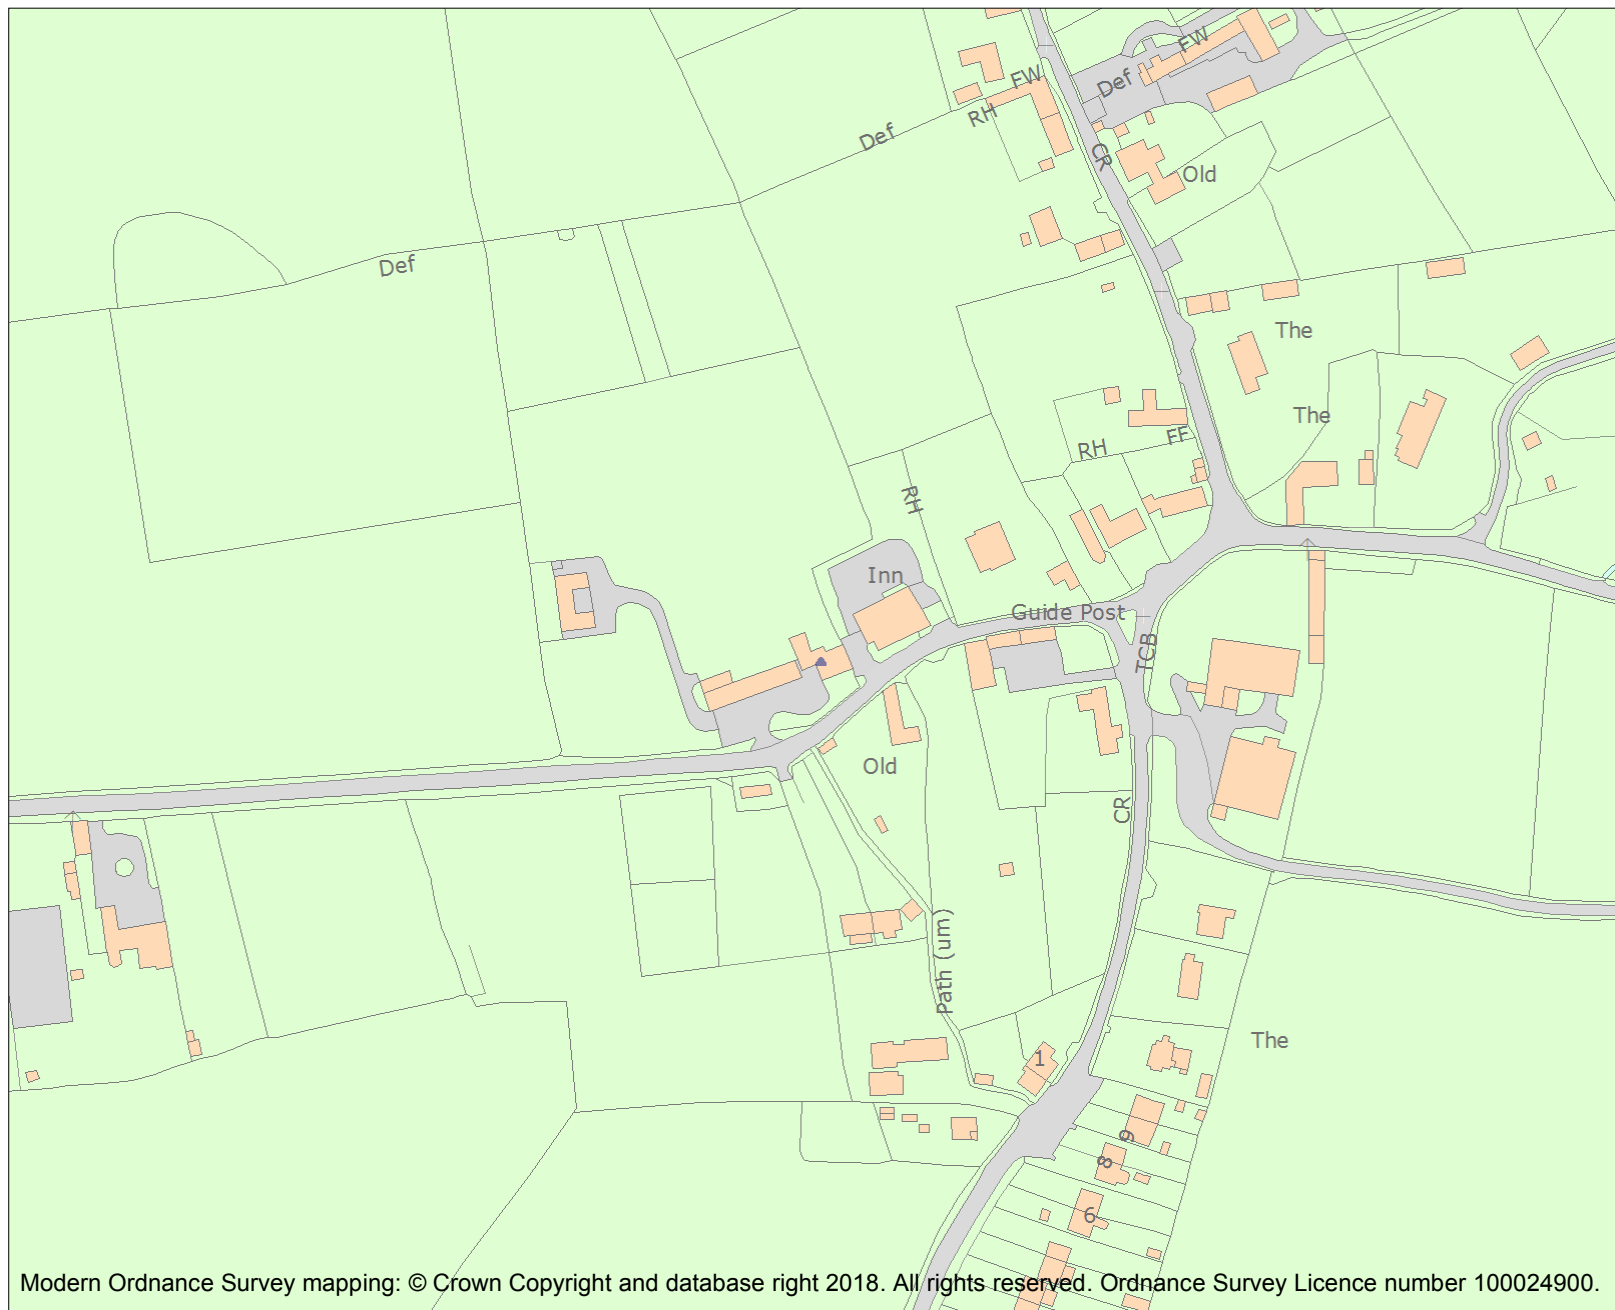 FW
FW
Def
RH
Def
CR
Old
Def
The
The
FF
RH
RH
Inn
Guide Post
TCB
Old
CR
Path (um)
The
1
9
8
6
Modern Ordnance Survey mapping: © Crown Copyright and database right 2018. All rights reserved. Ordnance Survey Licence number 100024900.